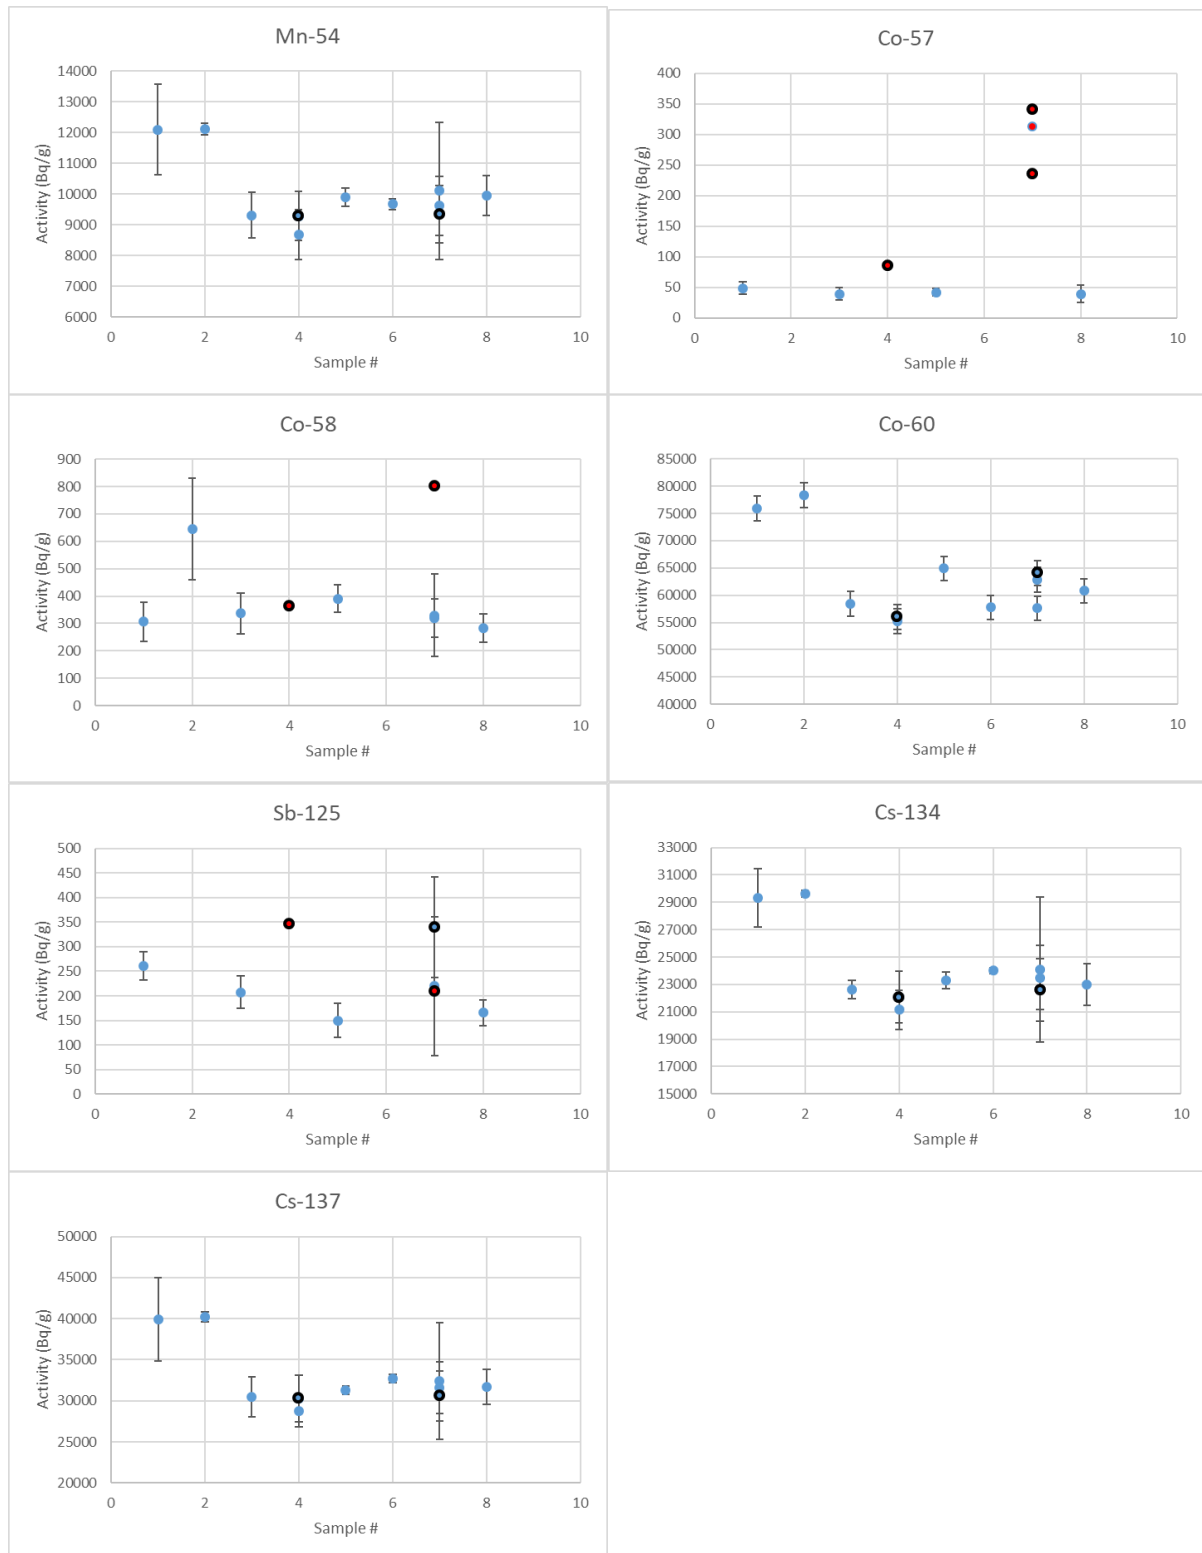 Mn-54
Activity (Bq/g)
14000
13000
12000
11000
10000
9000
8000
7000
6000
0 2 4 6 8 10
Sample #
Co-57
Activity (Bq/g)
400
350
300
250
200
150
100
50
0
0 2 4 6 8 10
Sample #
Co-58
Activity (Bq/g)
900
800
700
600
500
400
300
200
100
0
0 2 4 6 8 10
Sample #
Co-60
Activity (Bq/g)
85000
80000
75000
70000
65000
60000
55000
50000
45000
40000
0 2 4 6 8 10
Sample #
Sb-125
Activity (Bq/g)
500
450
400
350
300
250
200
150
100
50
0
0 2 4 6 8 10
Sample #
Cs-134
Activity (Bq/g)
33000
31000
29000
27000
25000
23000
21000
19000
17000
15000
0 2 4 6 8 10
Sample #
Cs-137
Activity (Bq/g)
50000
45000
40000
35000
30000
25000
20000
0 2 4 6 8 10
Sample #